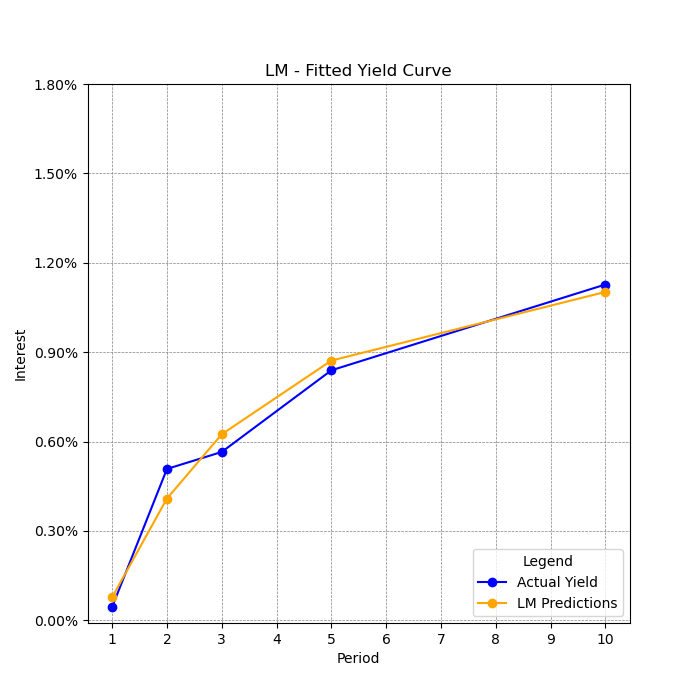 LM - Fitted Yield Curve
1.80%
1.50%
1.20%
0.90%
0.60%
0.30%
0.00%
Interest
1 2 3 4 5 6 7 8 9 10
Period
Legend
Actual Yield
LM Predictions